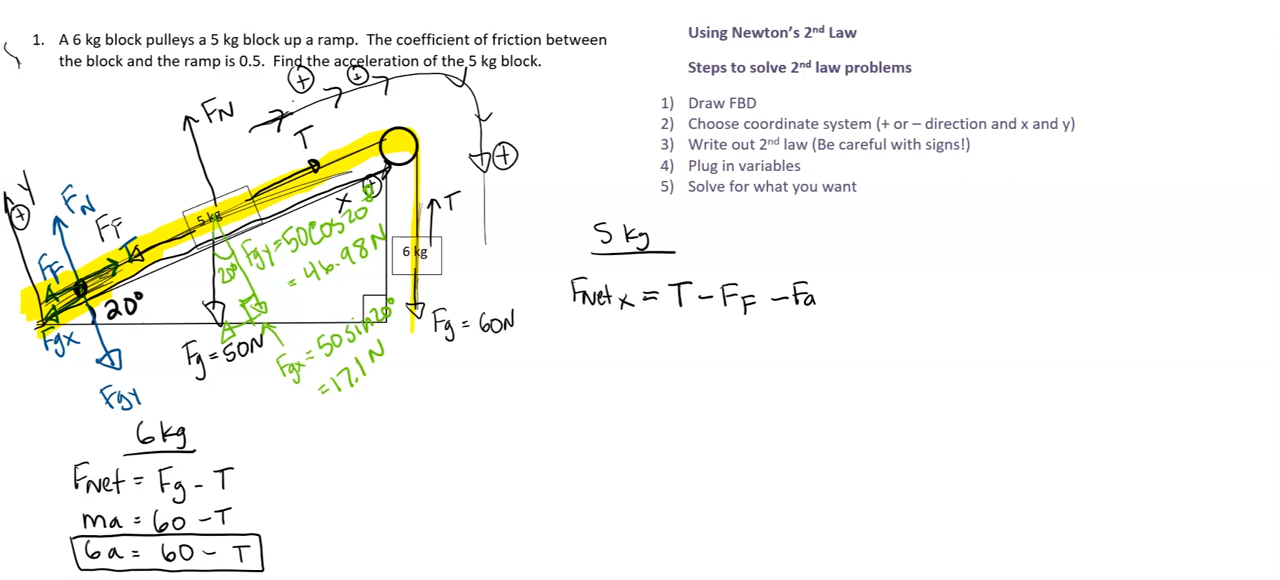 1. A 6 kg block pulleys a 5 kg block up a ramp. The coefficient of friction between
the block and the ramp is 0.5. Find the acceleration of the 5 kg block.
Using Newton's 2nd Law
Steps to solve 2nd law problems
1) Draw FBD
2) Choose coordinate system (+ or – direction and x and y)
3) Write out 2nd law (Be careful with signs!)
4) Plug in variables
5) Solve for what you want
+
+
FN
T
+
y
+
FN
FF
T
FF
5 kg
X
+
T
6 kg
20°
20°
Fgy = 50cos20°
= 46.98N
Fgx
Fgy
Fg = 50N
Fgx = 50sin20°
= 17.1N
Fg = 60N
5 kg
Fnet x = T - FF - Fa
6kg
Fnet = Fg - T
ma = 60 - T
6a = 60 - T